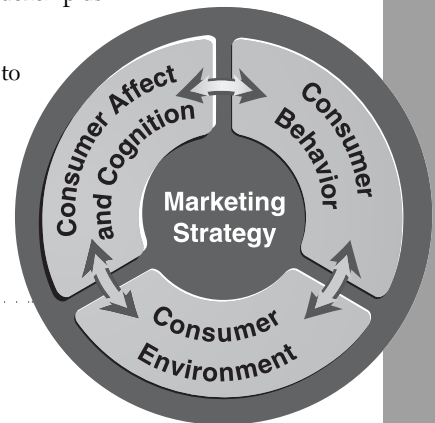 to
Consumer Affect
and Cognition
Consumer
Behavior
Marketing
Strategy
Consumer
Environment